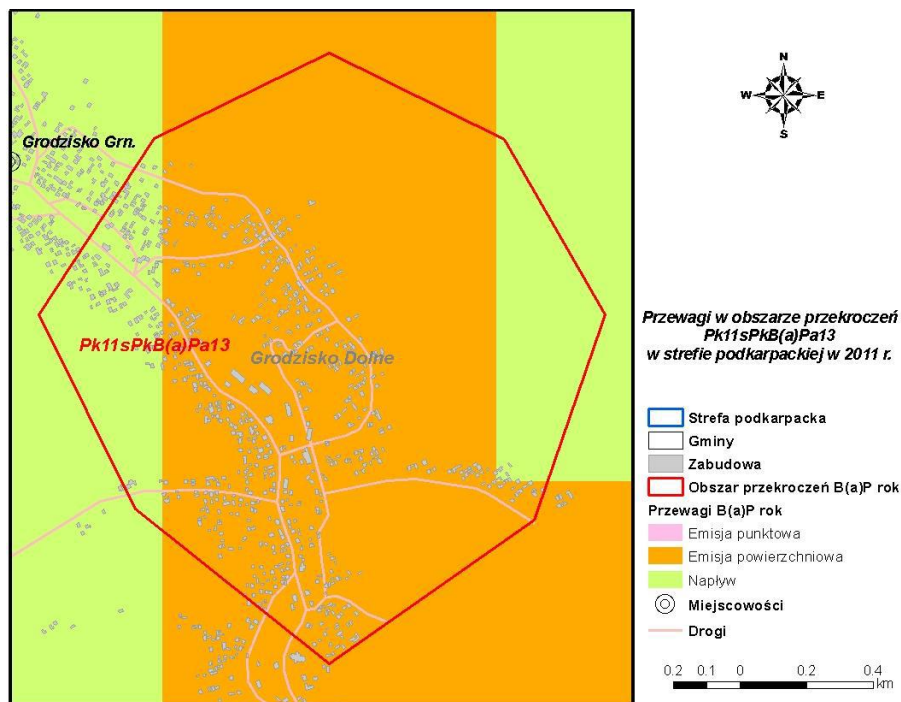 N
W E
S
Grodzisko Grn.
Pk11sPkB(a)Pa13
Grodzisko Dolne
Przewagi w obszarze przekroczeń
Pk11sPkB(a)Pa13
w strefie podkarpackiej w 2011 r.
Strefa podkarpacka
Gminy
Zabudowa
Obszar przekroczeń B(a)P rok
Przewagi B(a)P rok
Emisja punktowa
Emisja powierzchniowa
Napływ
Miejscowości
Drogi
0.2 0.1 0 0.2 0.4
km